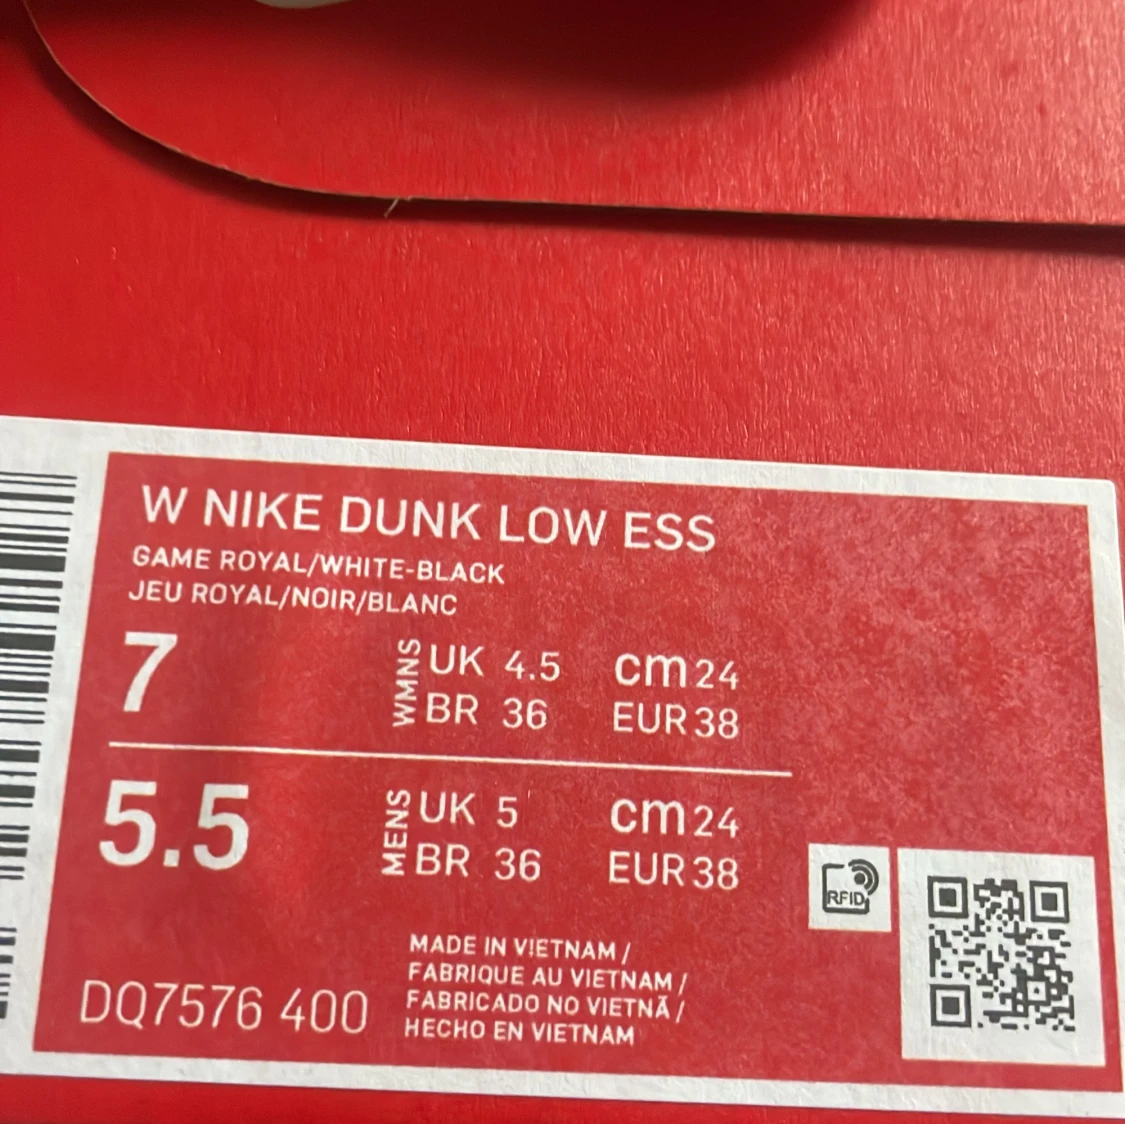 W NIKE DUNK LOW ESS
GAME ROYAL/WHITE-BLACK
JEU ROYAL/NOIR/BLANC
7
WMNS
UK 4.5 cm 24
BR 36 EUR 38
5.5
MENS
UK 5 cm 24
BR 36 EUR 38
RFID
MADE IN VIETNAM /
FABRIQUE AU VIETNAM /
FABRICADO NO VIETNÃ /
HECHO EN VIETNAM
DQ7576 400